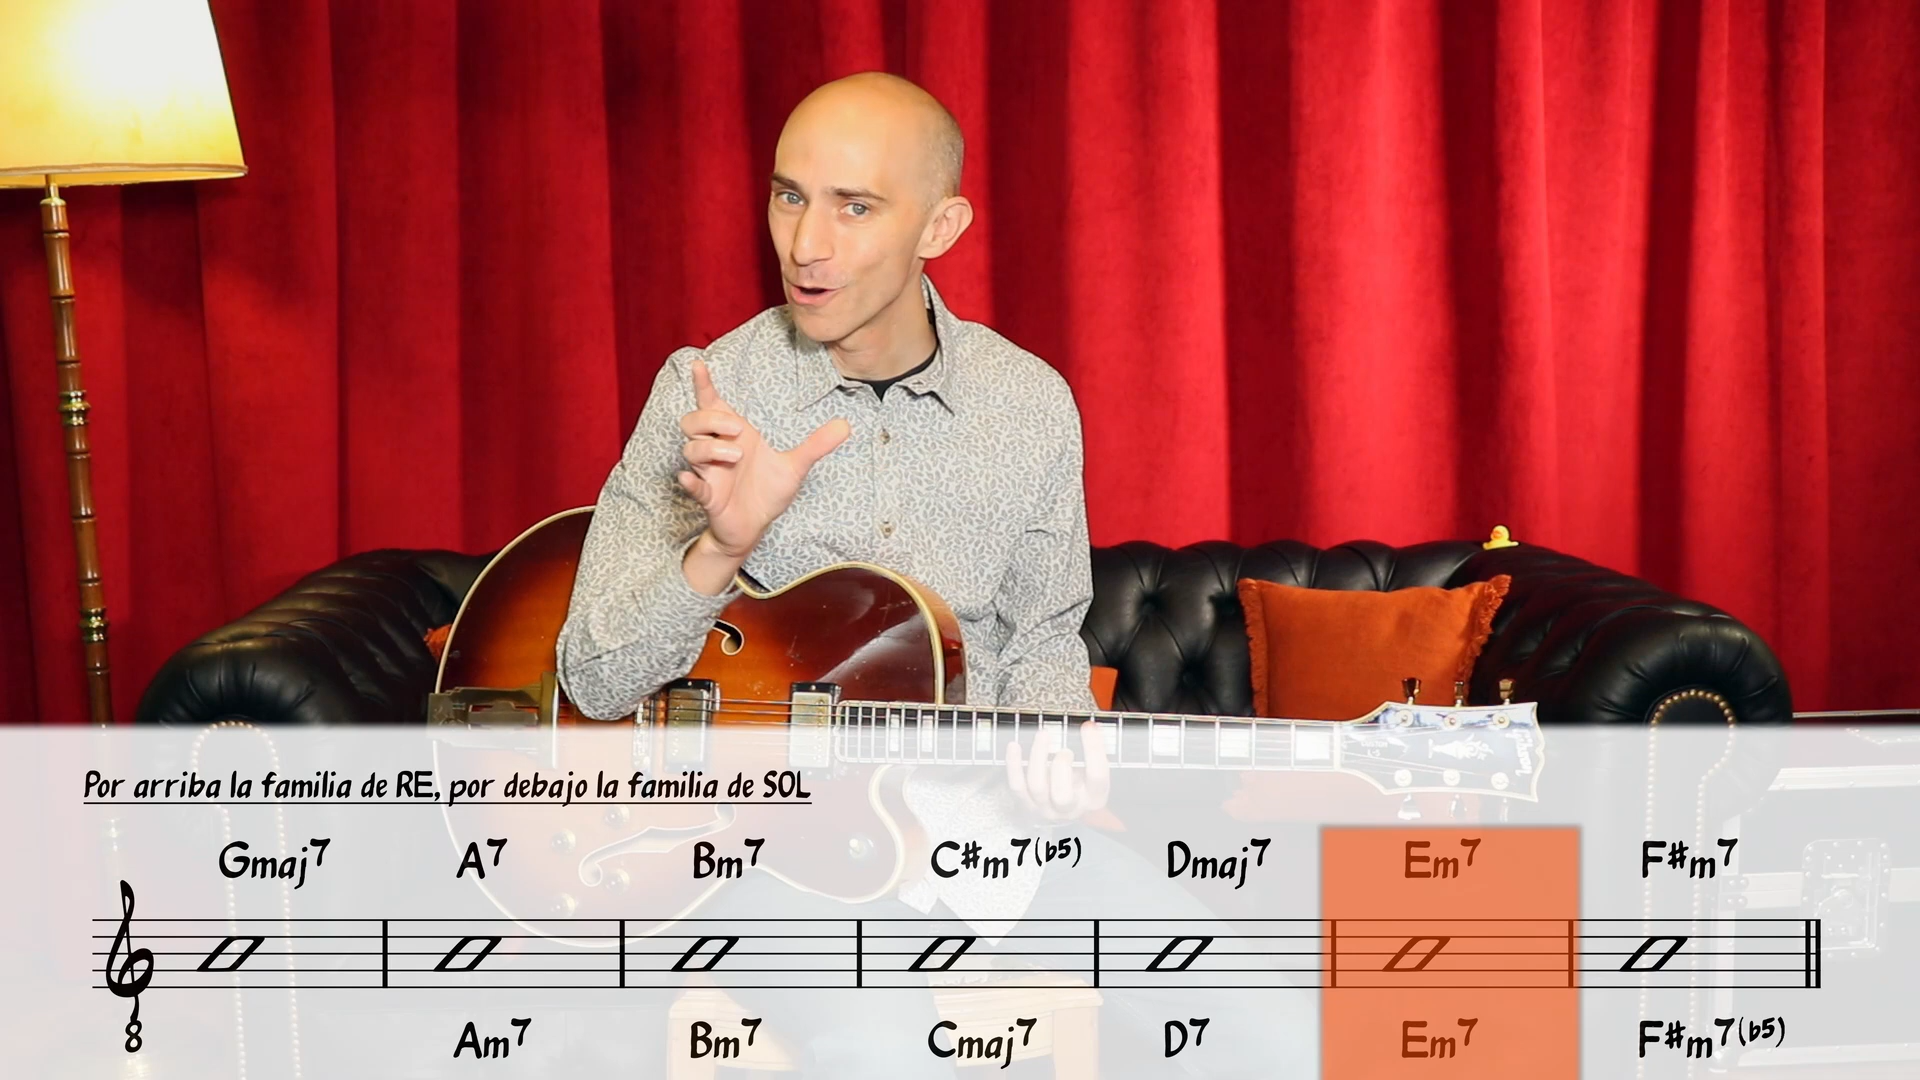 Por arriba la familia de RE, por debajo la familia de SOL
Gmaj7 A7 Bm7 C#m7(b5) Dmaj7 Em7 F#m7
8
Am7 Bm7 Cmaj7 D7 Em7 F#m7(b5)